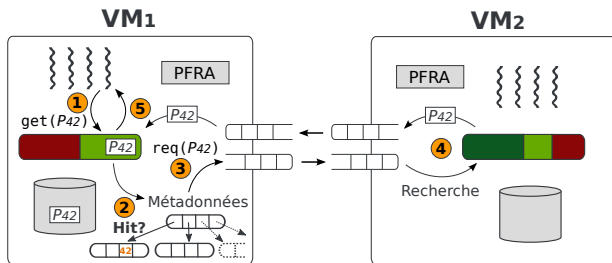 VM1
VM2
PFRA
PFRA
1
5
get(P42)
P42
P42
P42
req(P42)
3
4
P42
2
Métadonnées
Recherche
Hit?
P42
42